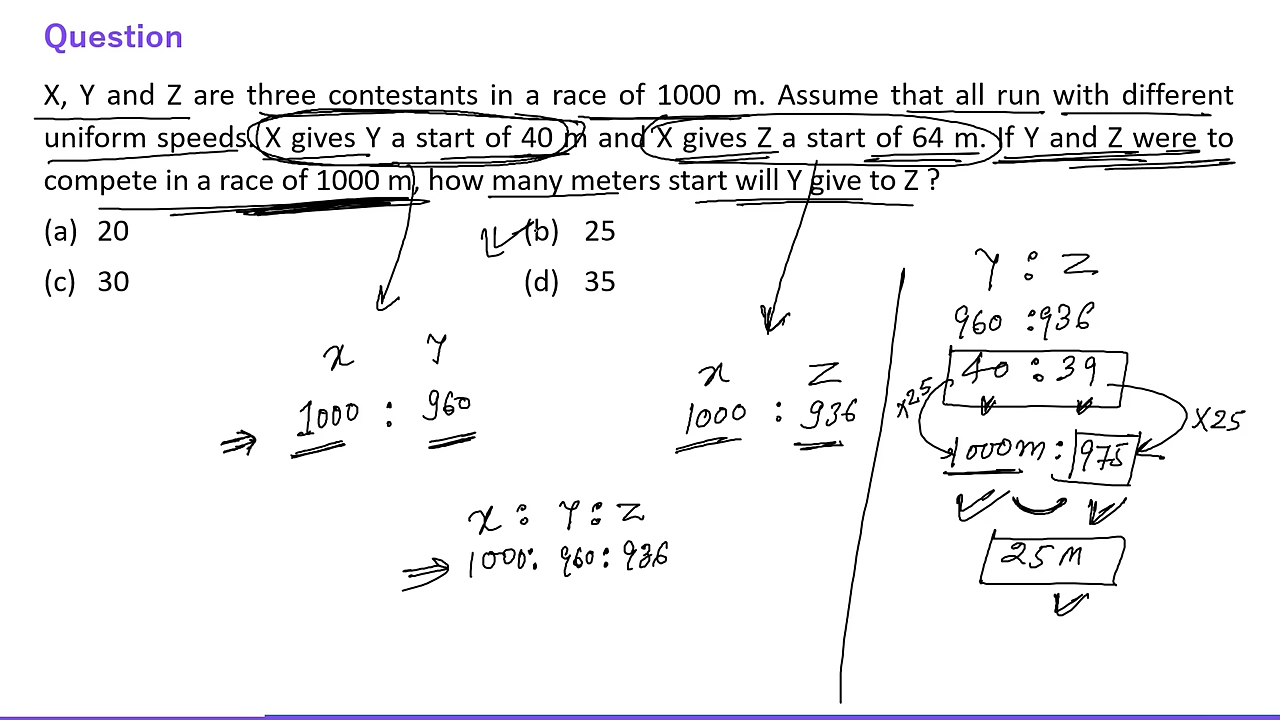 Question
X, Y and Z are three contestants in a race of 1000 m. Assume that all run with different
uniform speeds. X gives Y a start of 40 m and X gives Z a start of 64 m. If Y and Z were to
compete in a race of 1000 m, how many meters start will Y give to Z ?
(a) 20
(b) 25
(c) 30
(d) 35
x Y
1000 : 960
x Z
1000 : 936
x : Y : Z
1000 : 960 : 936
Y : Z
960 : 936
40 : 39
x25
x25
1000m : 975
25 M